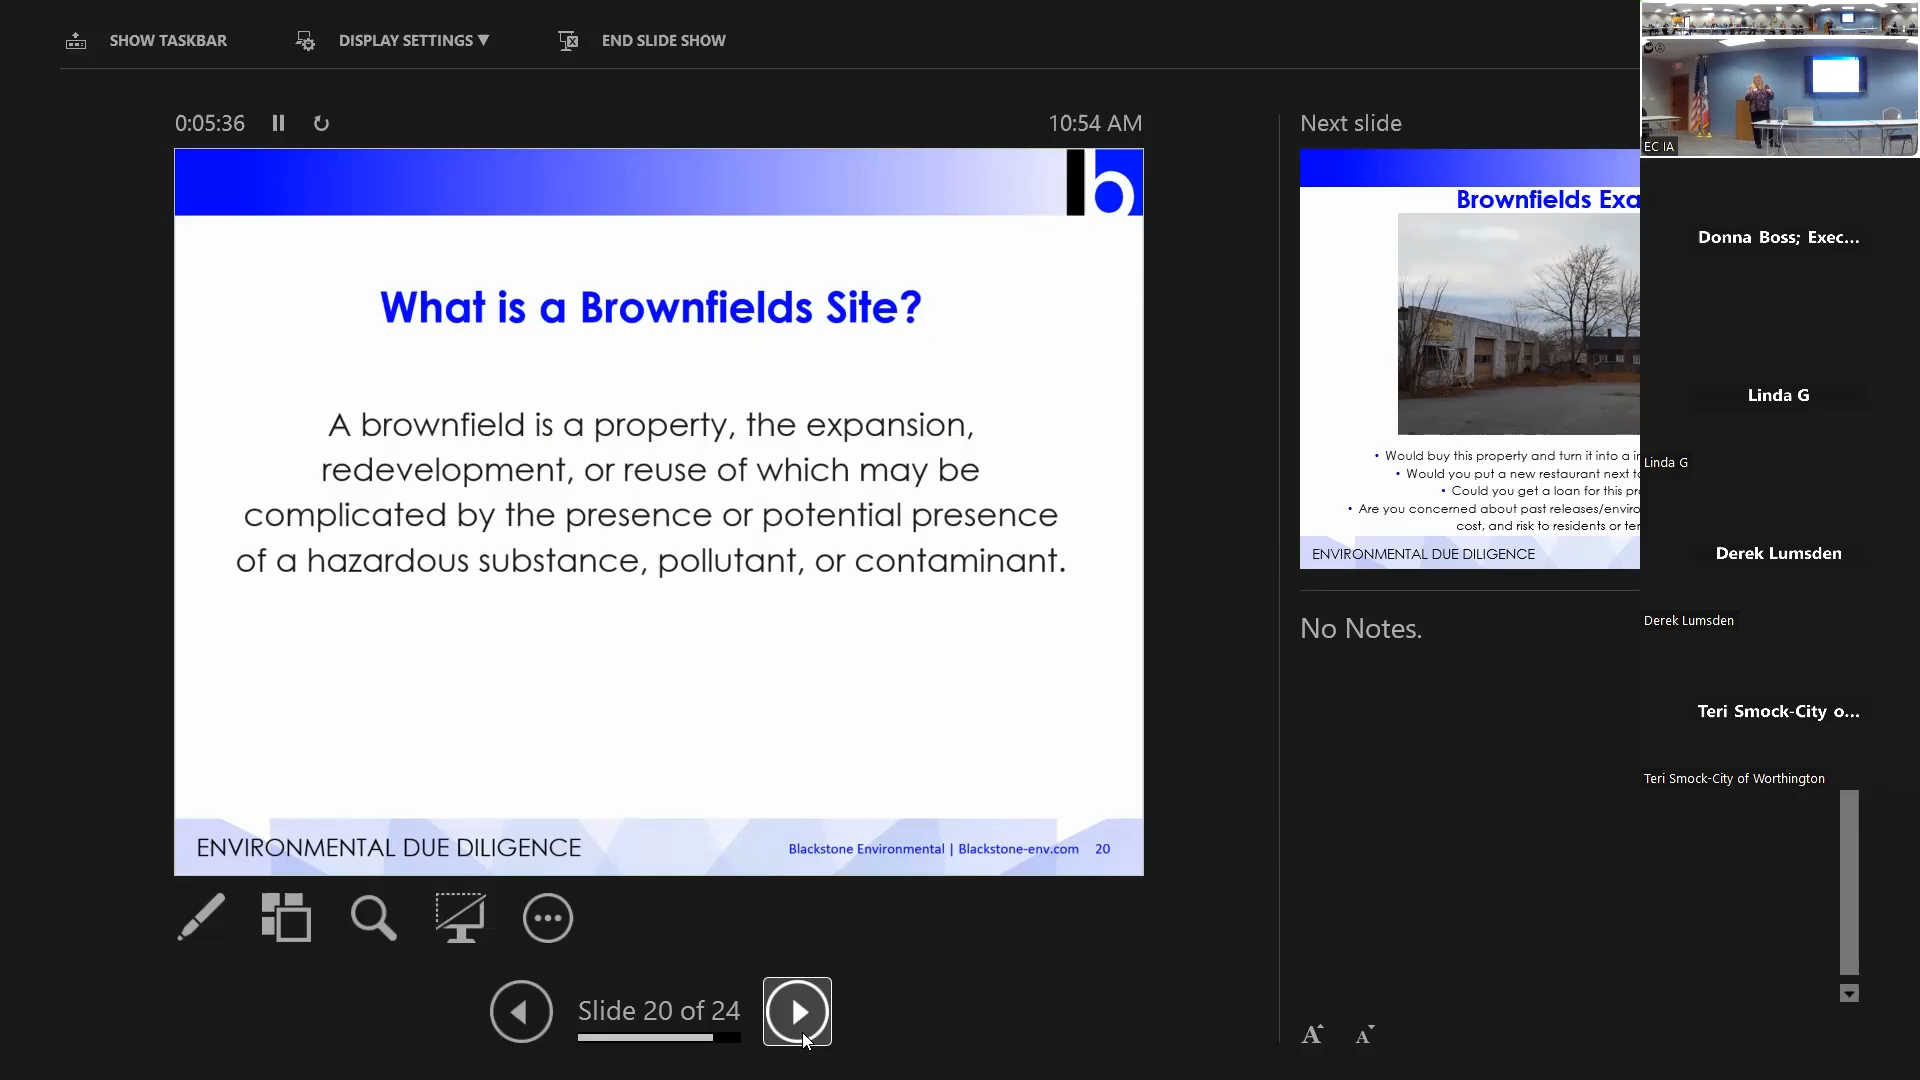 SHOW TASKBAR
DISPLAY SETTINGS ▼
END SLIDE SHOW
0:05:36
10:54 AM
b
What is a Brownfields Site?
A brownfield is a property, the expansion,
redevelopment, or reuse of which may be
complicated by the presence or potential presence
of a hazardous substance, pollutant, or contaminant.
ENVIRONMENTAL DUE DILIGENCE
Blackstone Environmental | Blackstone-env.com 20
Slide 20 of 24
Next slide
Brownfields Exa
• Would buy this property and turn it into a i
• Would you put a new restaurant next t
• Could you get a loan for this pr
• Are you concerned about past releases/enviro
cost, and risk to residents or te
ENVIRONMENTAL DUE DILIGENCE
No Notes.
A A
ECIA
Donna Boss; Exec...
Linda G
Linda G
Derek Lumsden
Derek Lumsden
Teri Smock-City o...
Teri Smock-City of Worthington